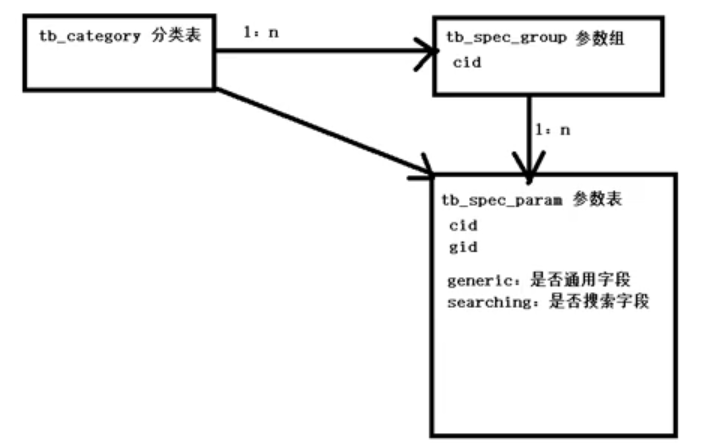 tb_category 分类表
1：n
tb_spec_group 参数组
cid
1：n
tb_spec_param 参数表
cid
gid
generic：是否通用字段
searching：是否搜索字段